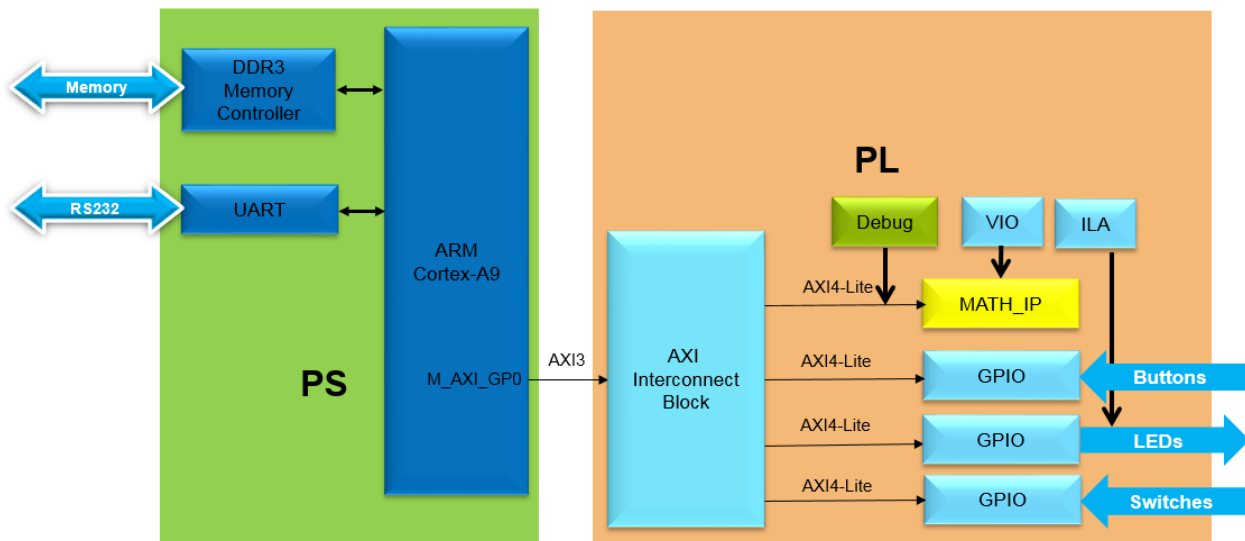 Memory
DDR3
Memory
Controller
RS232
UART
ARM
Cortex-A9
M_AXI_GP0
PS
AXI3
PL
Debug
VIO
ILA
AXI
Interconnect
Block
AXI4-Lite
MATH_IP
AXI4-Lite
GPIO
Buttons
AXI4-Lite
GPIO
LEDs
AXI4-Lite
GPIO
Switches